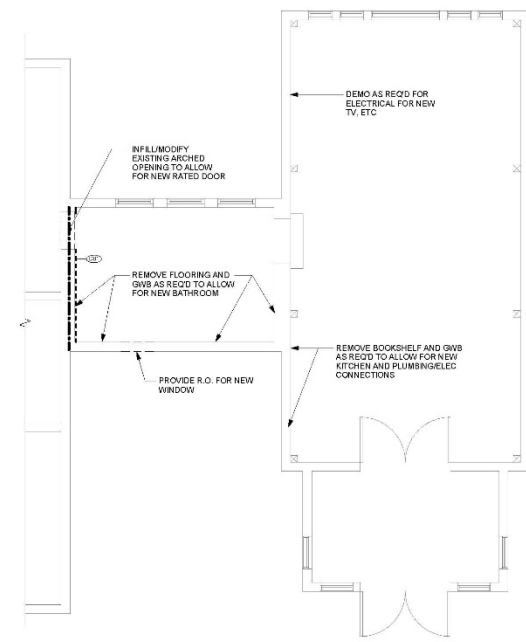 DEMO AS REQ'D FOR
ELECTRICAL FOR NEW
TV, ETC
INFILL/MODIFY
EXISTING ARCHED
OPENING TO ALLOW
FOR NEW RATED DOOR
REMOVE FLOORING AND
GWB AS REQ'D TO ALLOW
FOR NEW BATHROOM
REMOVE BOOKSHELF AND GWB
AS REQ'D TO ALLOW FOR NEW
KITCHEN AND PLUMBING/ELEC
CONNECTIONS
PROVIDE R.O. FOR NEW
WINDOW